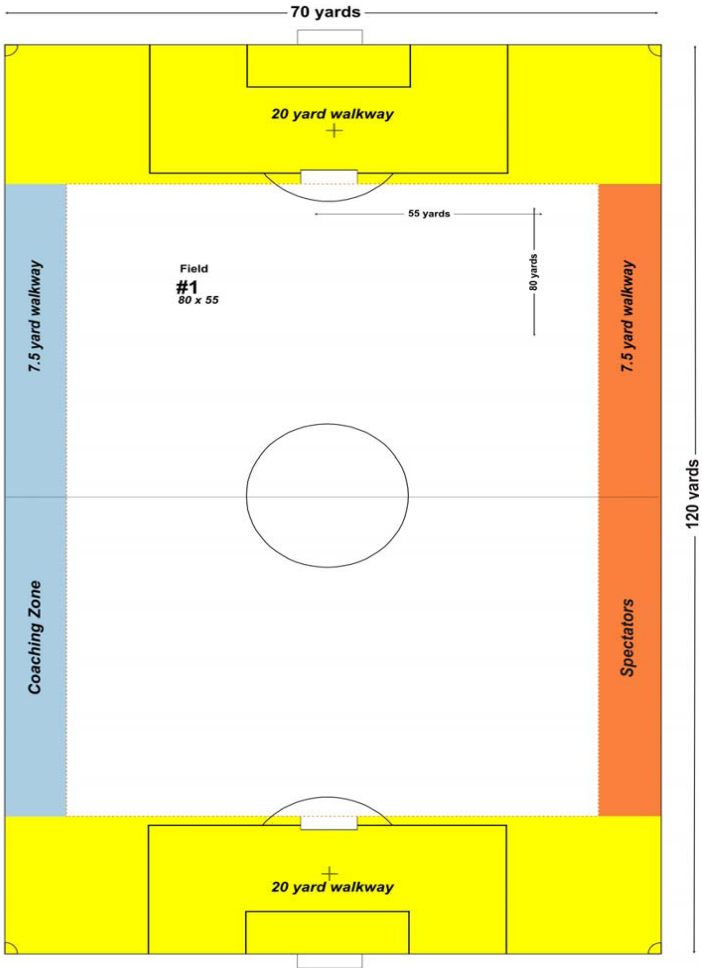 70 yards
20 yard walkway
55 yards
80 yards
Field
#1
80 x 55
7.5 yard walkway
7.5 yard walkway
120 yards
Coaching Zone
Spectators
20 yard walkway